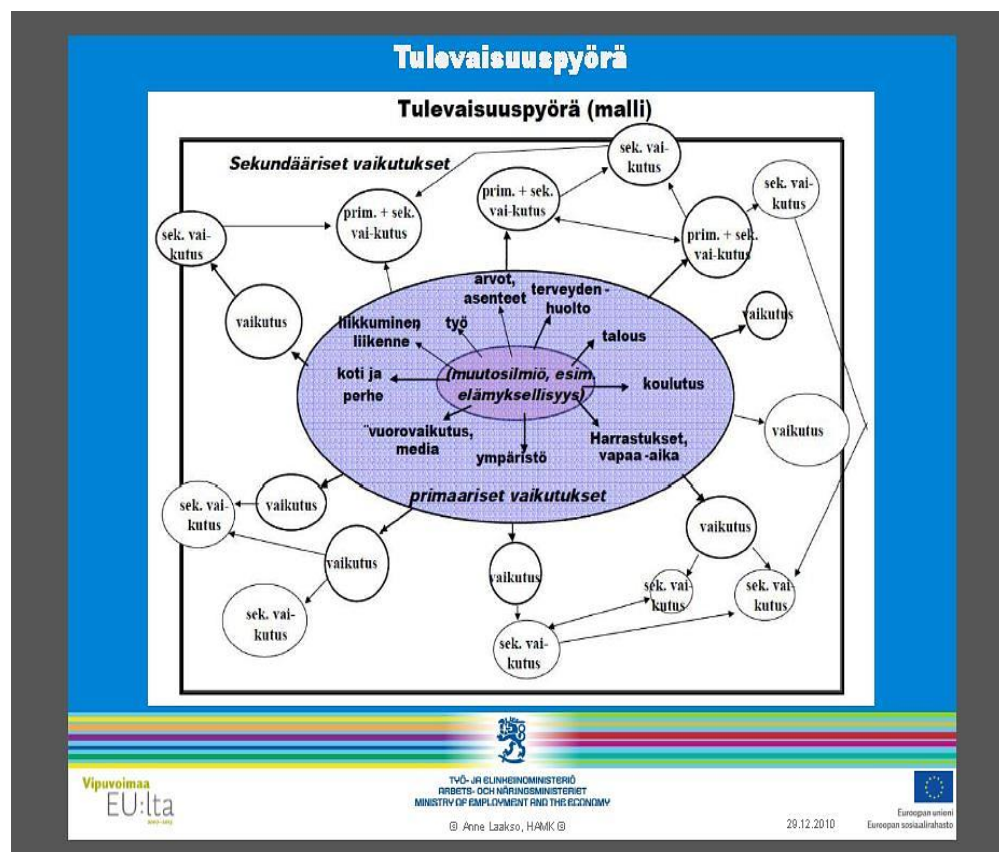 Tulevaisuuspyörä
Tulevaisuuspyörä (malli)
Sekundääriset vaikutukset
sek. vai-
kutus
sek. vai-
kutus
prim. + sek.
vai-kutus
prim. + sek.
vai-kutus
prim. + sek.
vai-kutus
sek. vai-
kutus
vaikutus
vaikutus
arvot,
asenteet
terveyden-
huolto
liikkuminen,
liikenne
työ
talous
koti ja
perhe
(muutosilmiö, esim.
elämyksellisyys)
koulutus
"vuorovaikutus,
media
ympäristö
Harrastukset,
vapaa -aika
primaariset vaikutukset
vaikutus
sek. vai-
kutus
vaikutus
vaikutus
vaikutus
vaikutus
sek. vai-
kutus
sek. vai-
kutus
sek. vai-
kutus
sek. vai-
kutus
Vipuvoimaa
EU:lta
2007–2013
TYÖ- JA ELINKEINOMINISTERIÖ
ARBETS- OCH NÄRINGSMINISTERIET
MINISTRY OF EMPLOYMENT AND THE ECONOMY
© Anne Laakso, HAMK ©
29.12.2010
Euroopan unioni
Euroopan sosiaalirahasto